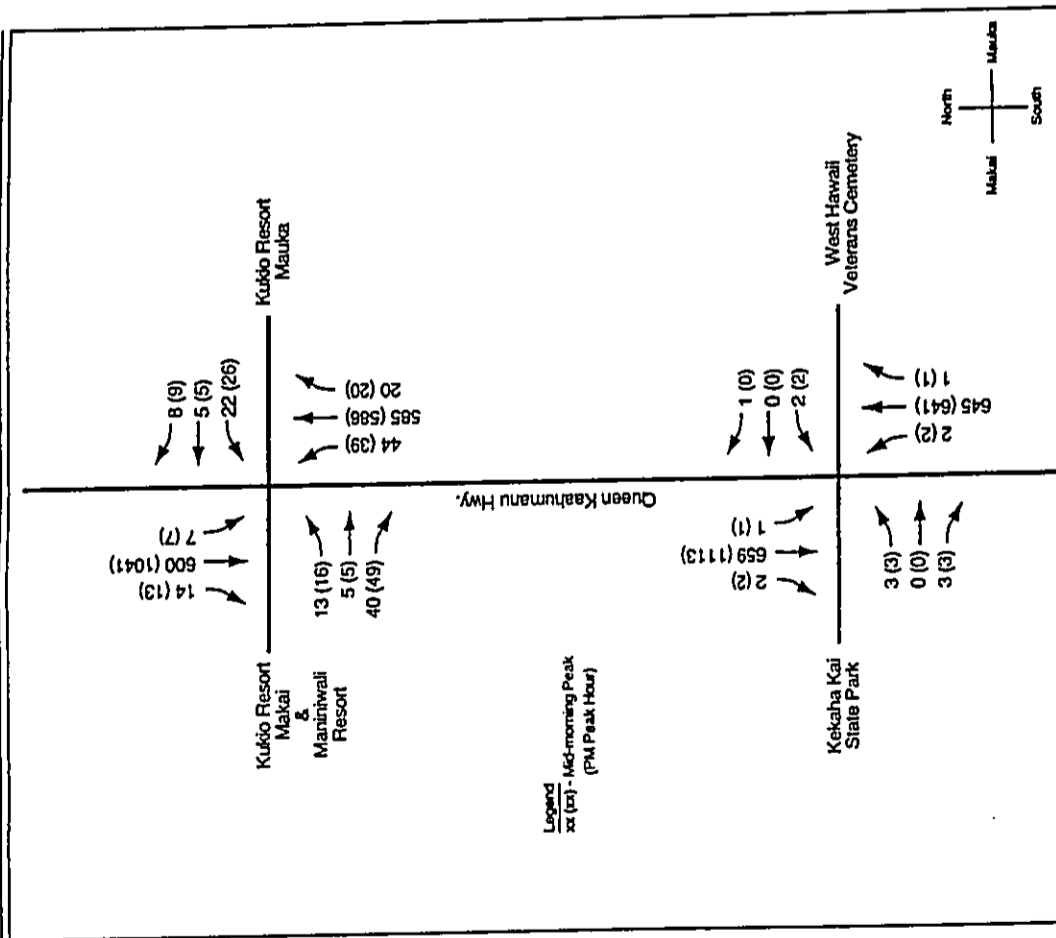 Kukio Resort
Mauka
8 (9)
5 (5)
22 (26)
7 (7)
600 (1041)
14 (13)
20 (20)
585 (586)
44 (39)
13 (16)
5 (5)
40 (49)
Kukio Resort
Makai
&
Maniniwali
Resort
Queen Kaahumanu Hwy.
Legend
xx (xx) - Mid-morning Peak
(PM Peak Hour)
West Hawaii
Veterans Cemetery
1 (0)
0 (0)
2 (2)
1 (1)
659 (1113)
2 (2)
1 (1)
645 (641)
2 (2)
3 (3)
0 (0)
3 (3)
Kekaha Kai
State Park
North
Makai
Mauka
South